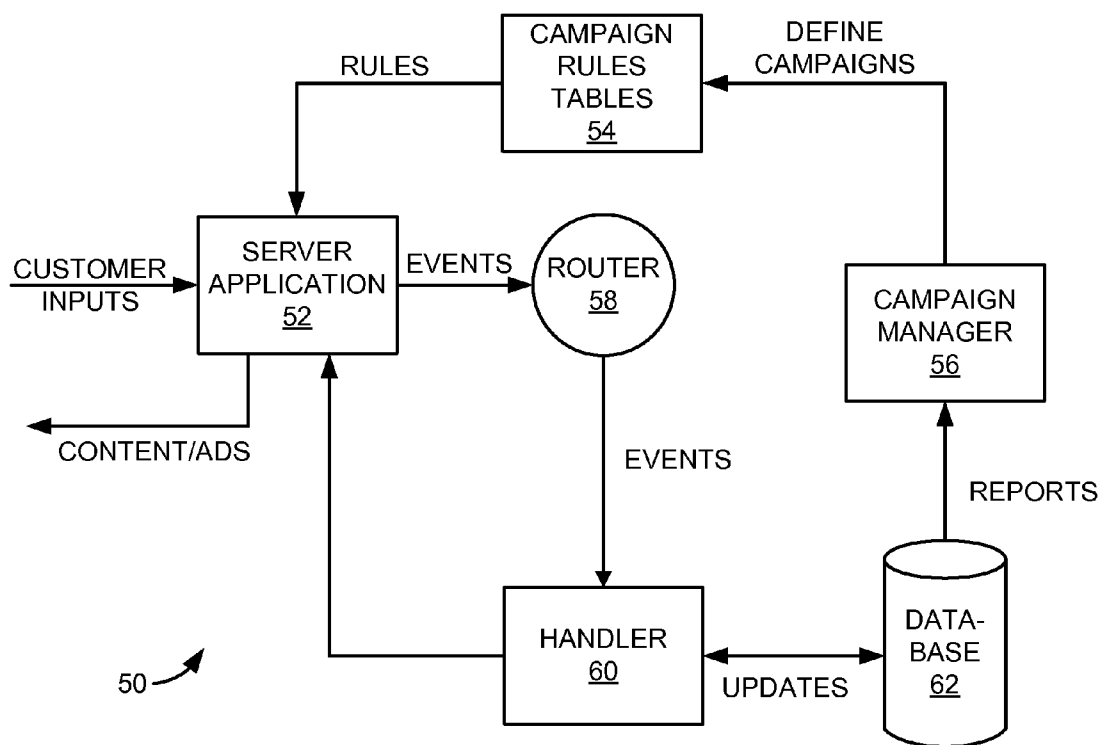 CAMPAIGN
RULES
TABLES
54
DEFINE
CAMPAIGNS
RULES
SERVER
APPLICATION
52
EVENTS
ROUTER
58
CUSTOMER
INPUTS
CAMPAIGN
MANAGER
56
CONTENT/ADS
EVENTS
REPORTS
HANDLER
60
UPDATES
DATA-
BASE
62
50